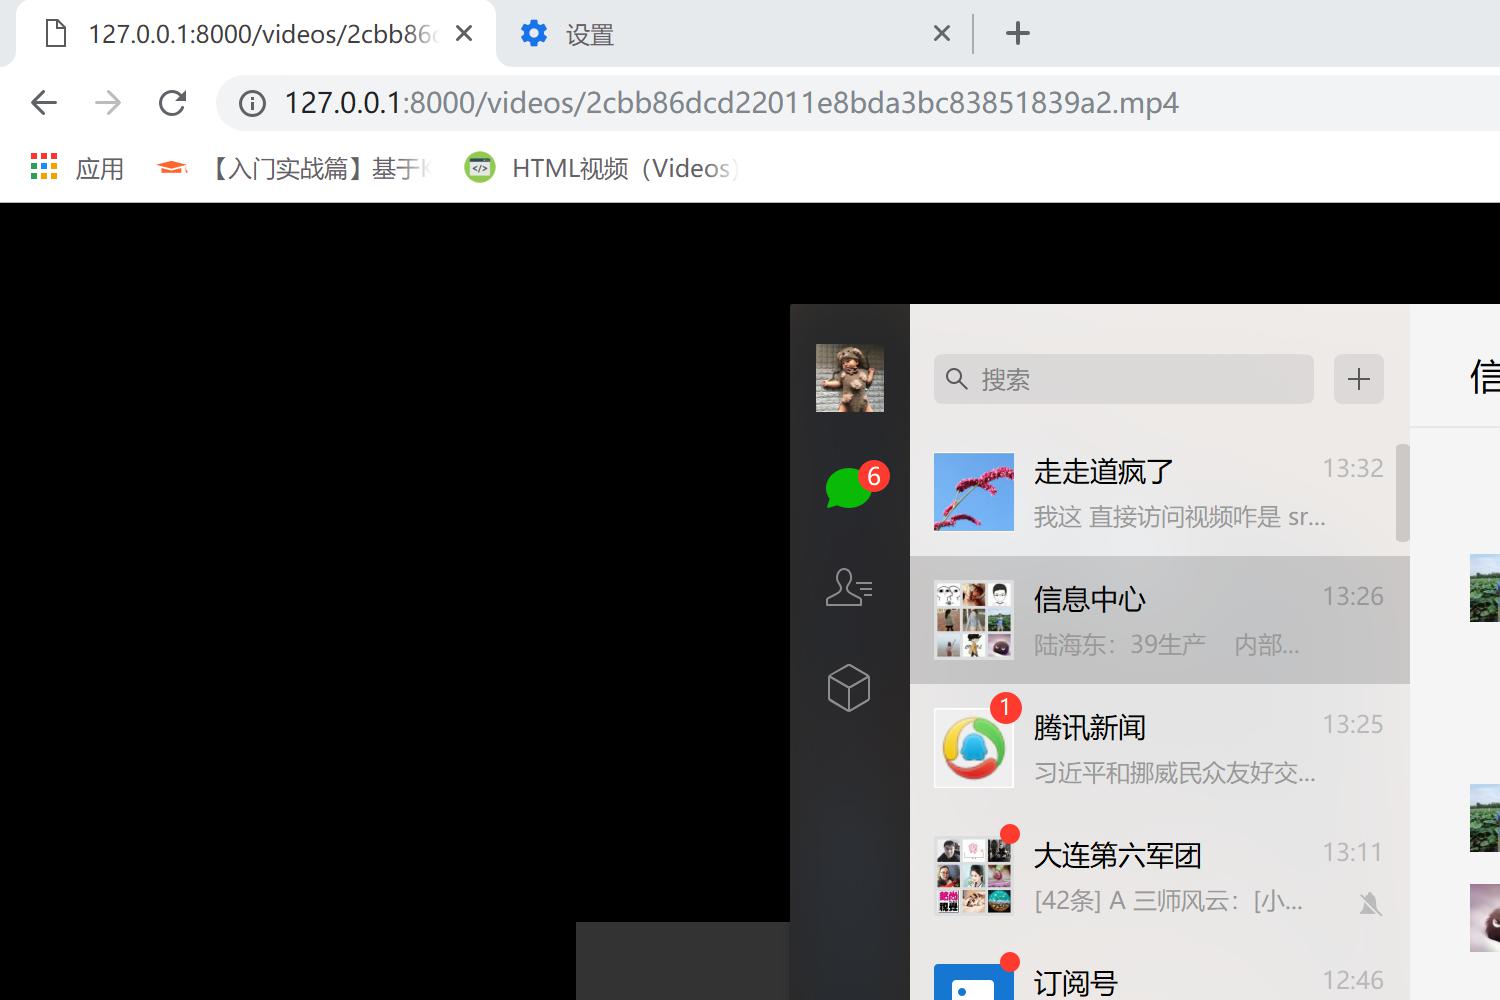 127.0.0.1:8000/videos/2cbb86
设置
127.0.0.1:8000/videos/2cbb86dcd22011e8bda3bc83851839a2.mp4
应用
【入门实战篇】基于
HTML视频（Videos）
搜索
信
6
走走道疯了
13:32
我这 直接访问视频咋是 sr...
信息中心
13:26
陆海东：39生产 内部...
1
腾讯新闻
13:25
习近平和挪威民众友好交...
大连第六军团
13:11
[42条] A 三师风云：[小...
订阅号
12:46